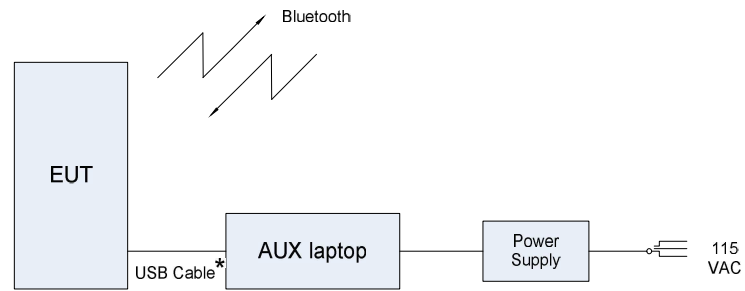 Bluetooth
EUT
USB Cable*
AUX laptop
Power
Supply
115
VAC